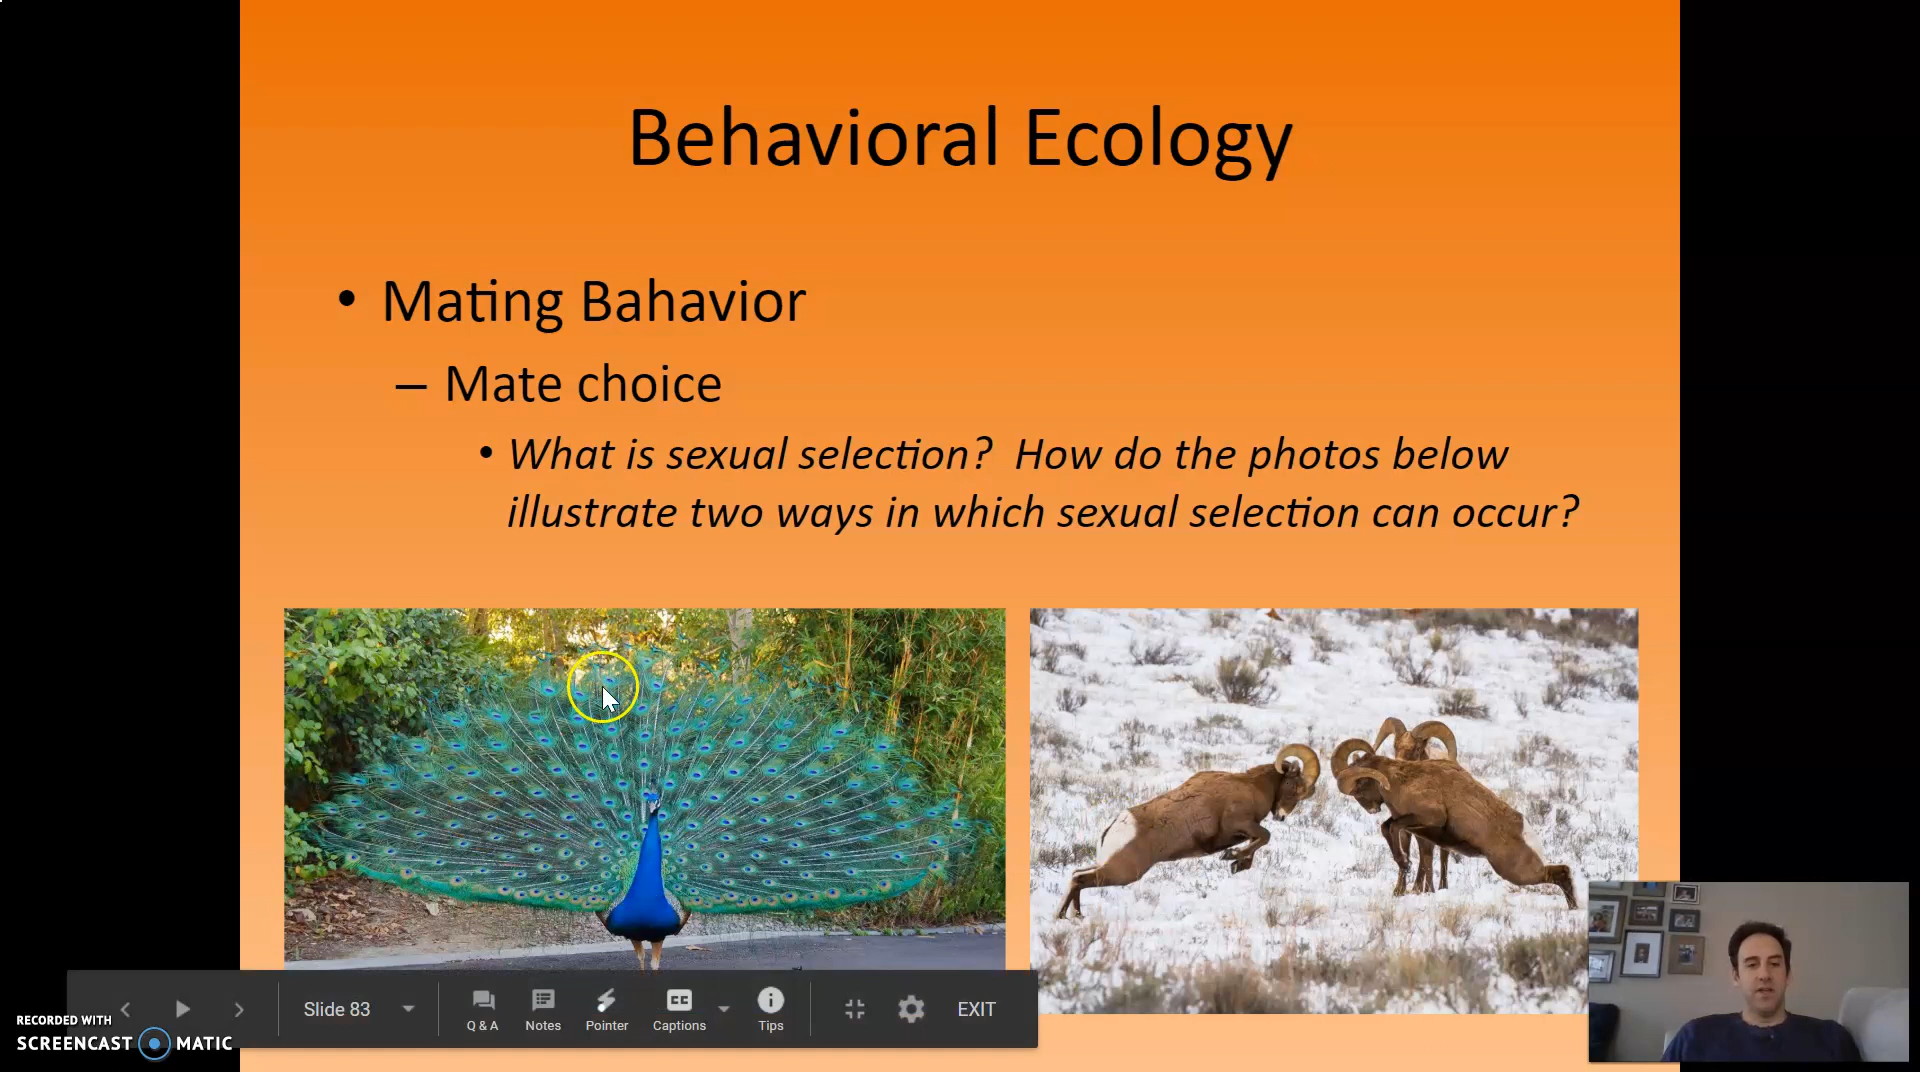 Behavioral Ecology
• Mating Bahavior
– Mate choice
• What is sexual selection?  How do the photos below
illustrate two ways in which sexual selection can occur?
Slide 83
Q & A
Notes
Pointer
CC
Captions
Tips
EXIT
RECORDED WITH
SCREENCAST MATIC